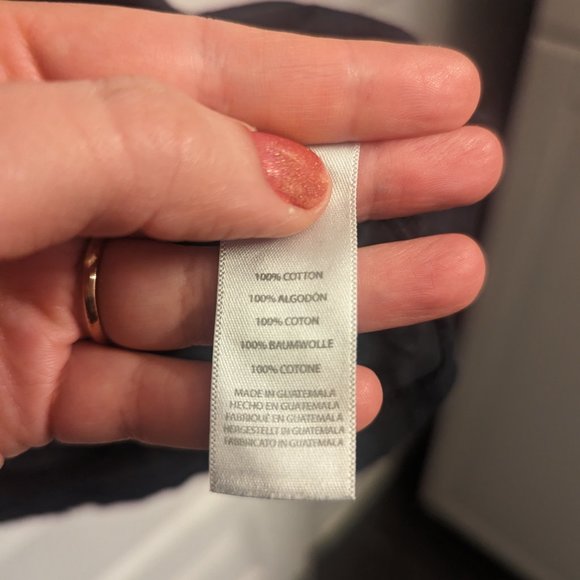 100% COTTON
100% ALGODÓN
100% COTON
100% BAUMWOLLE
100% COTONE
MADE IN GUATEMALA
HECHO EN GUATEMALA
FABRIQUÉ EN GUATEMALA
HERGESTELLT IN GUATEMALA
FABBRICATO IN GUATEMALA